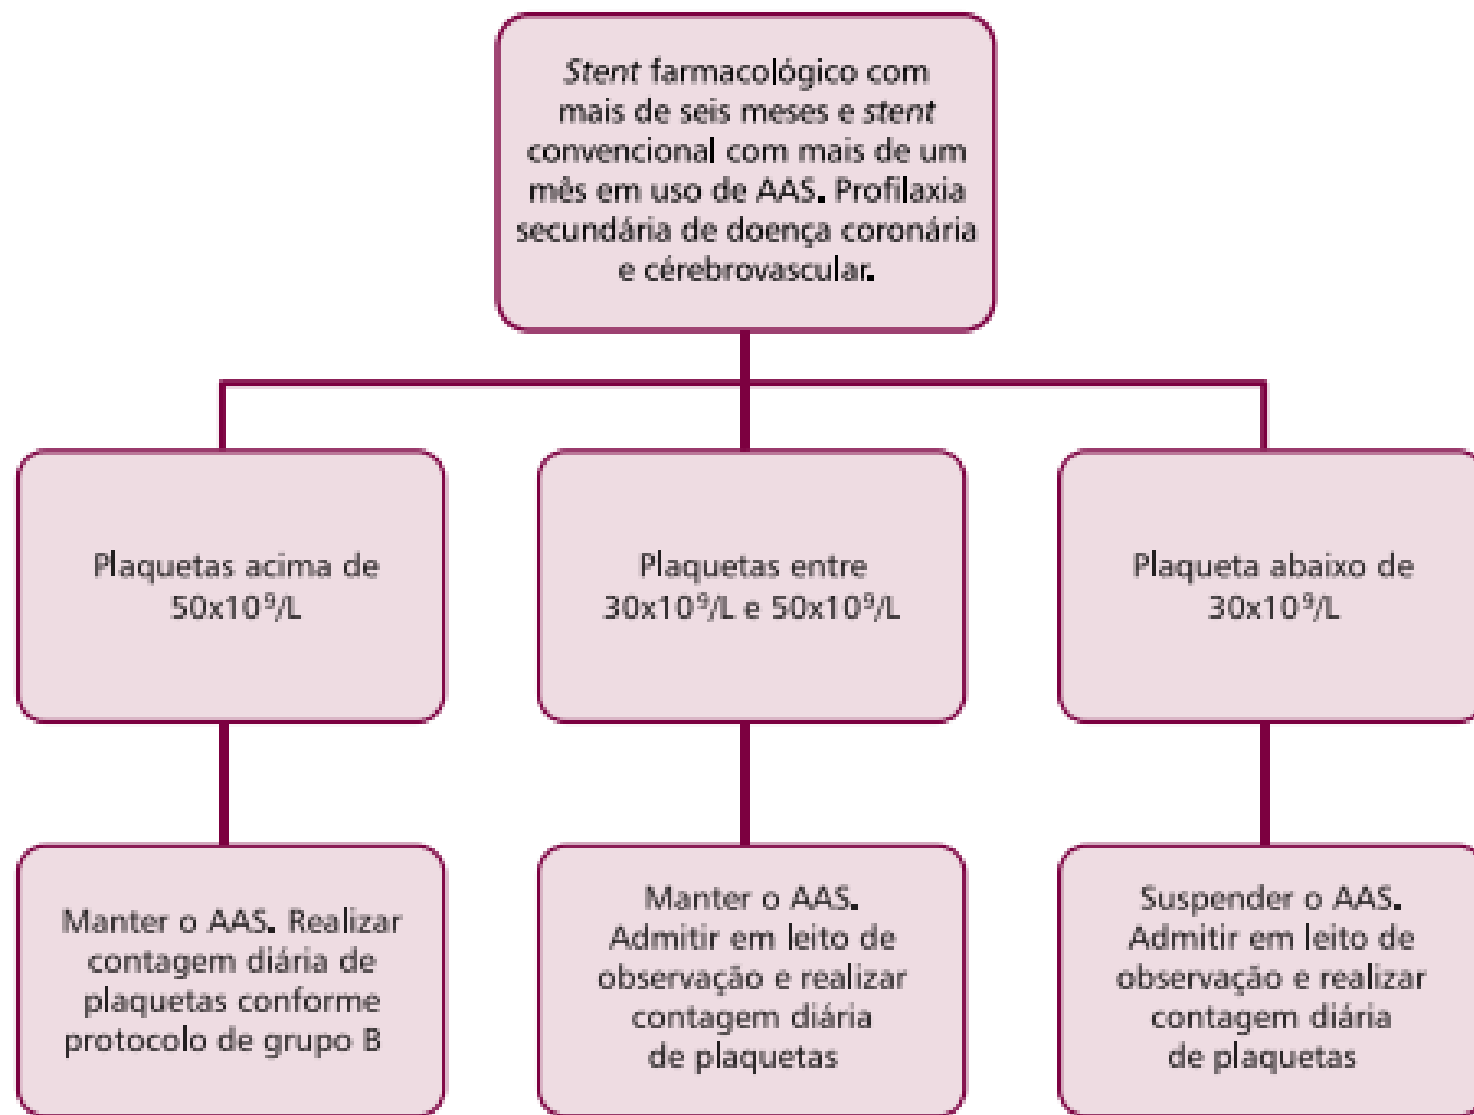 Stent farmacológico com
mais de seis meses e stent
convencional com mais de um
mês em uso de AAS. Profilaxia
secundária de doença coronária
e cérebrovascular.
Plaquetas acima de
50x10⁹/L
Plaquetas entre
30x10⁹/L e 50x10⁹/L
Plaqueta abaixo de
30x10⁹/L
Manter o AAS. Realizar
contagem diária de
plaquetas conforme
protocolo de grupo B
Manter o AAS.
Admitir em leito de
observação e realizar
contagem diária
de plaquetas
Suspender o AAS.
Admitir em leito de
observação e realizar
contagem diária
de plaquetas